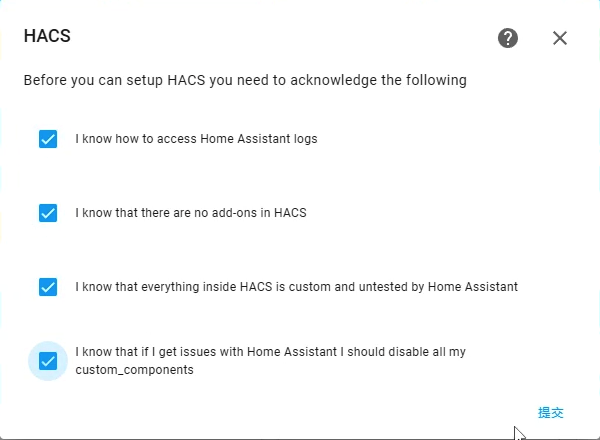 HACS
Before you can setup HACS you need to acknowledge the following
I know how to access Home Assistant logs
I know that there are no add-ons in HACS
I know that everything inside HACS is custom and untested by Home Assistant
I know that if I get issues with Home Assistant I should disable all my
custom_components
提交